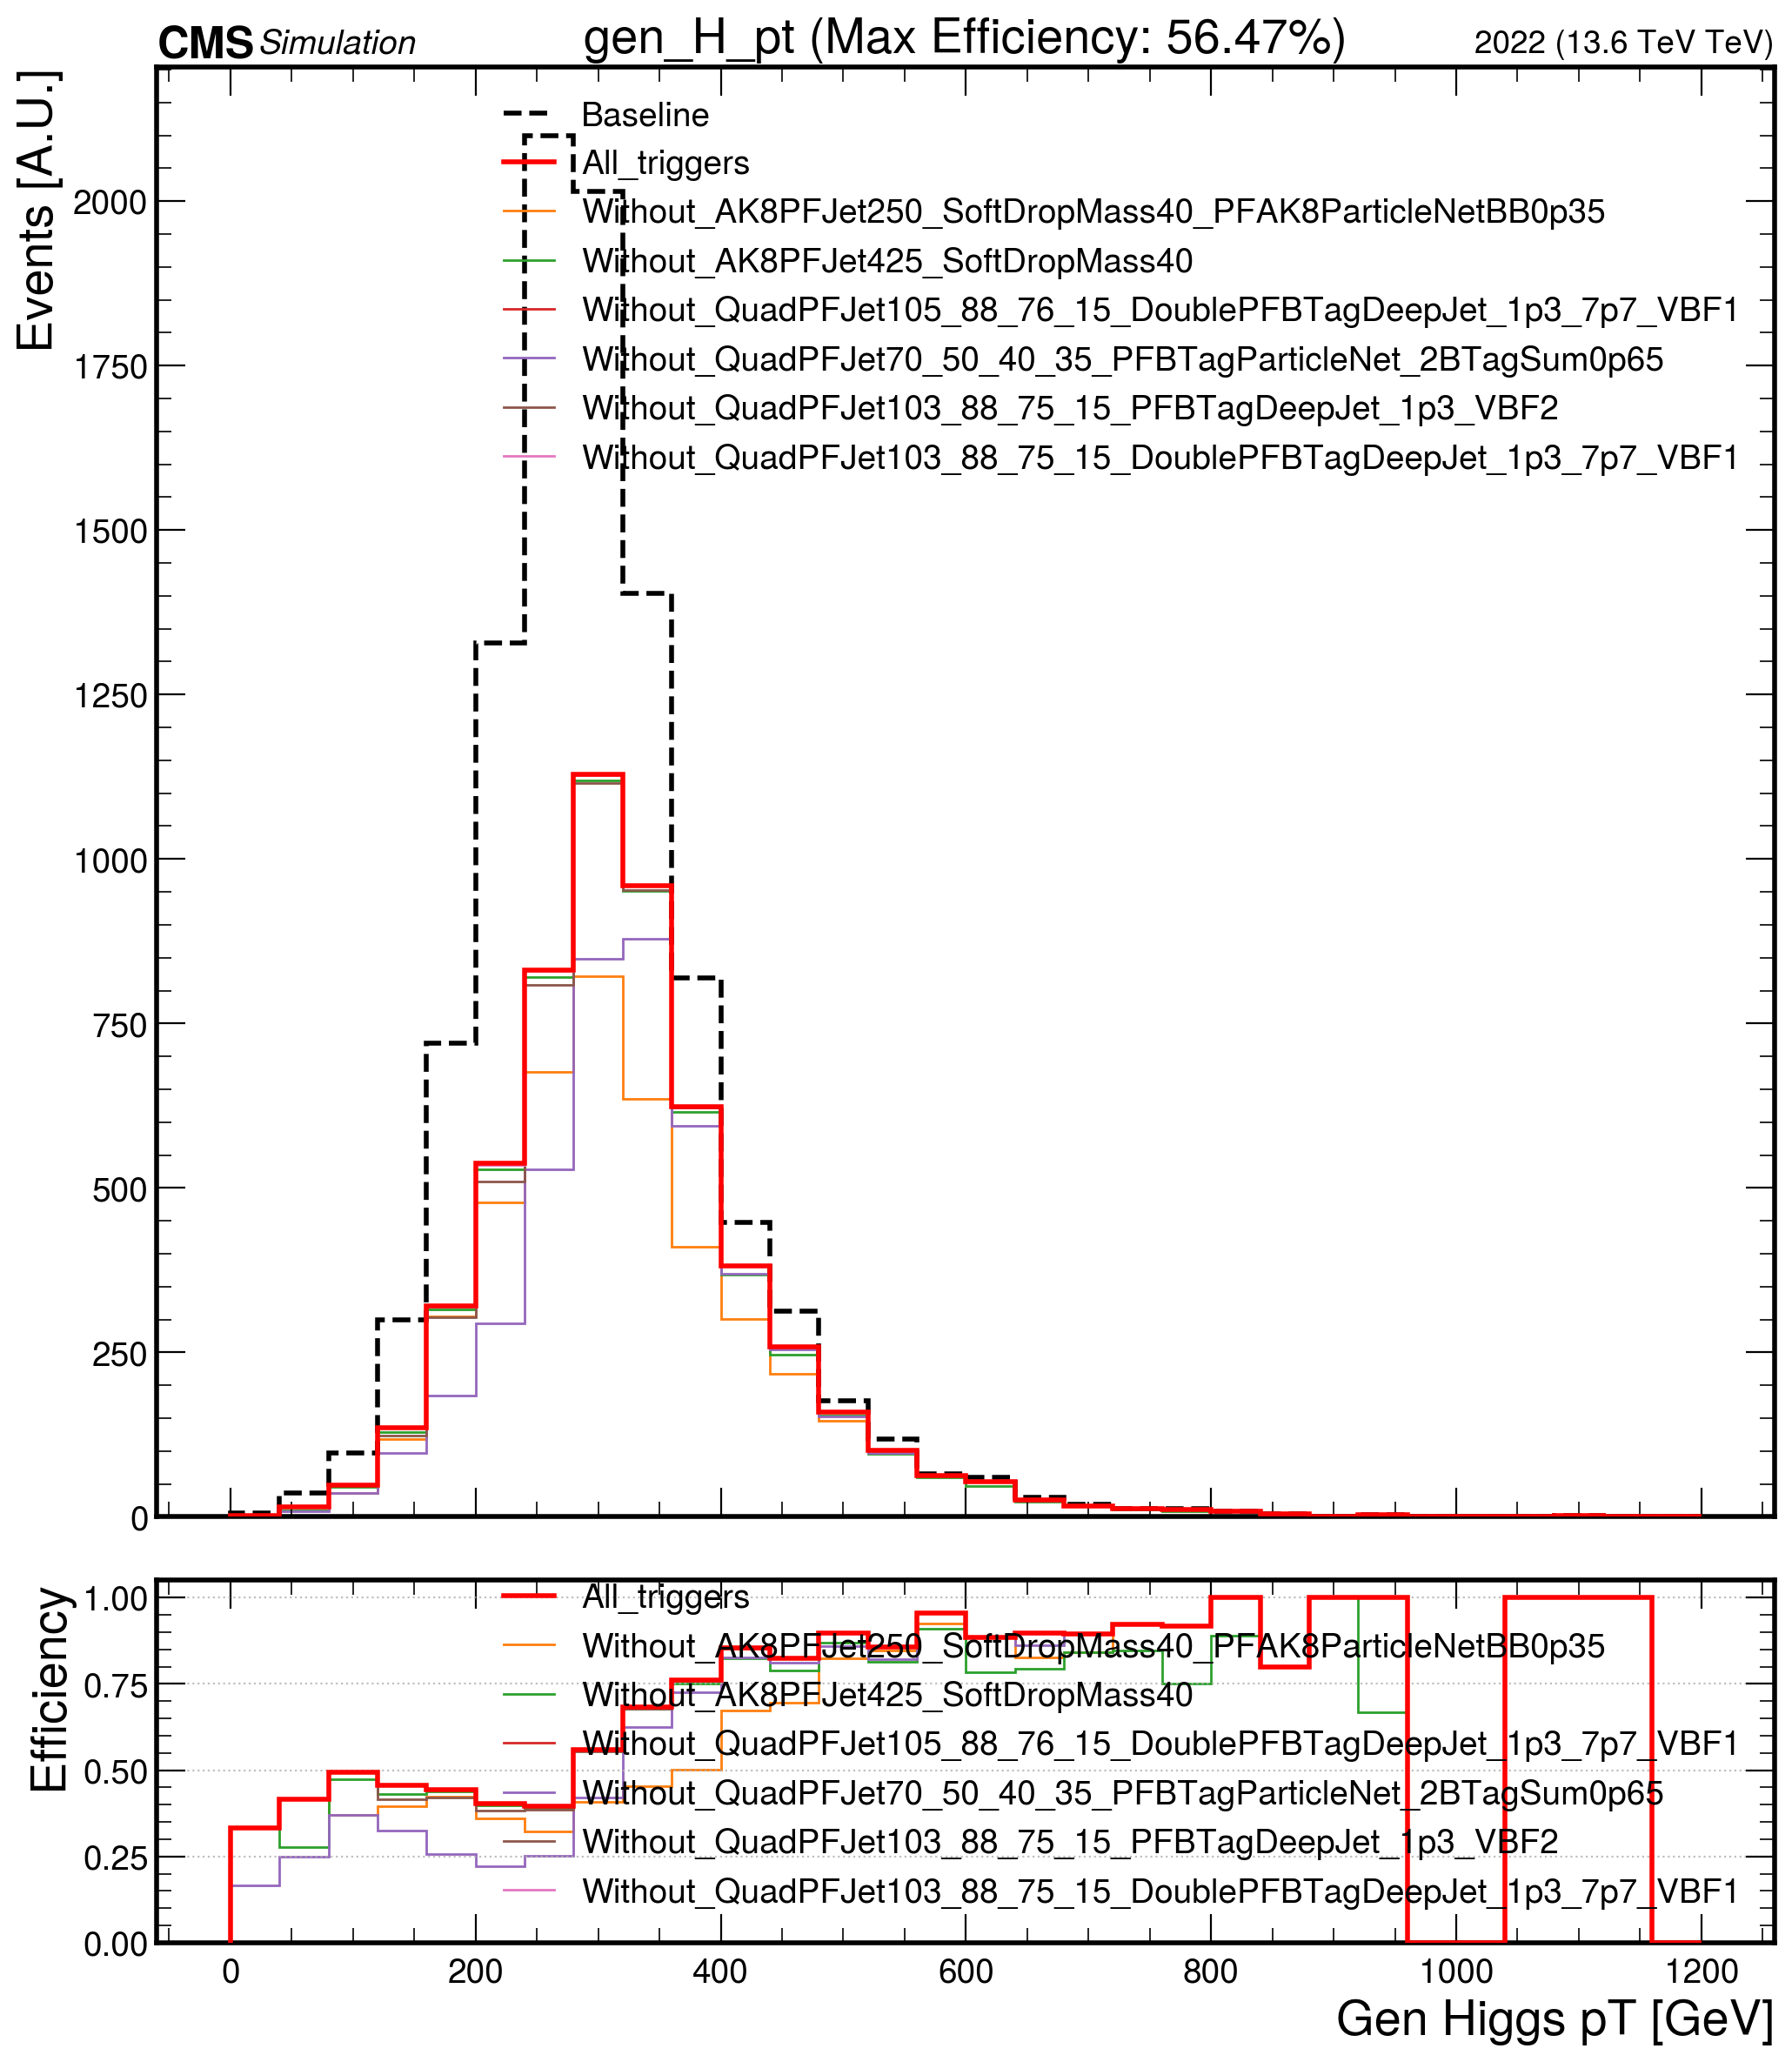 CMS Simulation gen_H_pt (Max Efficiency: 56.47%) 2022 (13.6 TeV TeV)
Events [A.U.]
Baseline
All_triggers
Without_AK8PFJet250_SoftDropMass40_PFAK8ParticleNetBB0p35
Without_AK8PFJet425_SoftDropMass40
Without_QuadPFJet105_88_76_15_DoublePFBTagDeepJet_1p3_7p7_VBF1
Without_QuadPFJet70_50_40_35_PFBTagParticleNet_2BTagSum0p65
Without_QuadPFJet103_88_75_15_PFBTagDeepJet_1p3_VBF2
Without_QuadPFJet103_88_75_15_DoublePFBTagDeepJet_1p3_7p7_VBF1
2000
1750
1500
1250
1000
750
500
250
0
Efficiency
All_triggers
Without_AK8PFJet250_SoftDropMass40_PFAK8ParticleNetBB0p35
Without_AK8PFJet425_SoftDropMass40
Without_QuadPFJet105_88_76_15_DoublePFBTagDeepJet_1p3_7p7_VBF1
Without_QuadPFJet70_50_40_35_PFBTagParticleNet_2BTagSum0p65
Without_QuadPFJet103_88_75_15_PFBTagDeepJet_1p3_VBF2
Without_QuadPFJet103_88_75_15_DoublePFBTagDeepJet_1p3_7p7_VBF1
1.00
0.75
0.50
0.25
0.00
0 200 400 600 800 1000 1200
Gen Higgs pT [GeV]